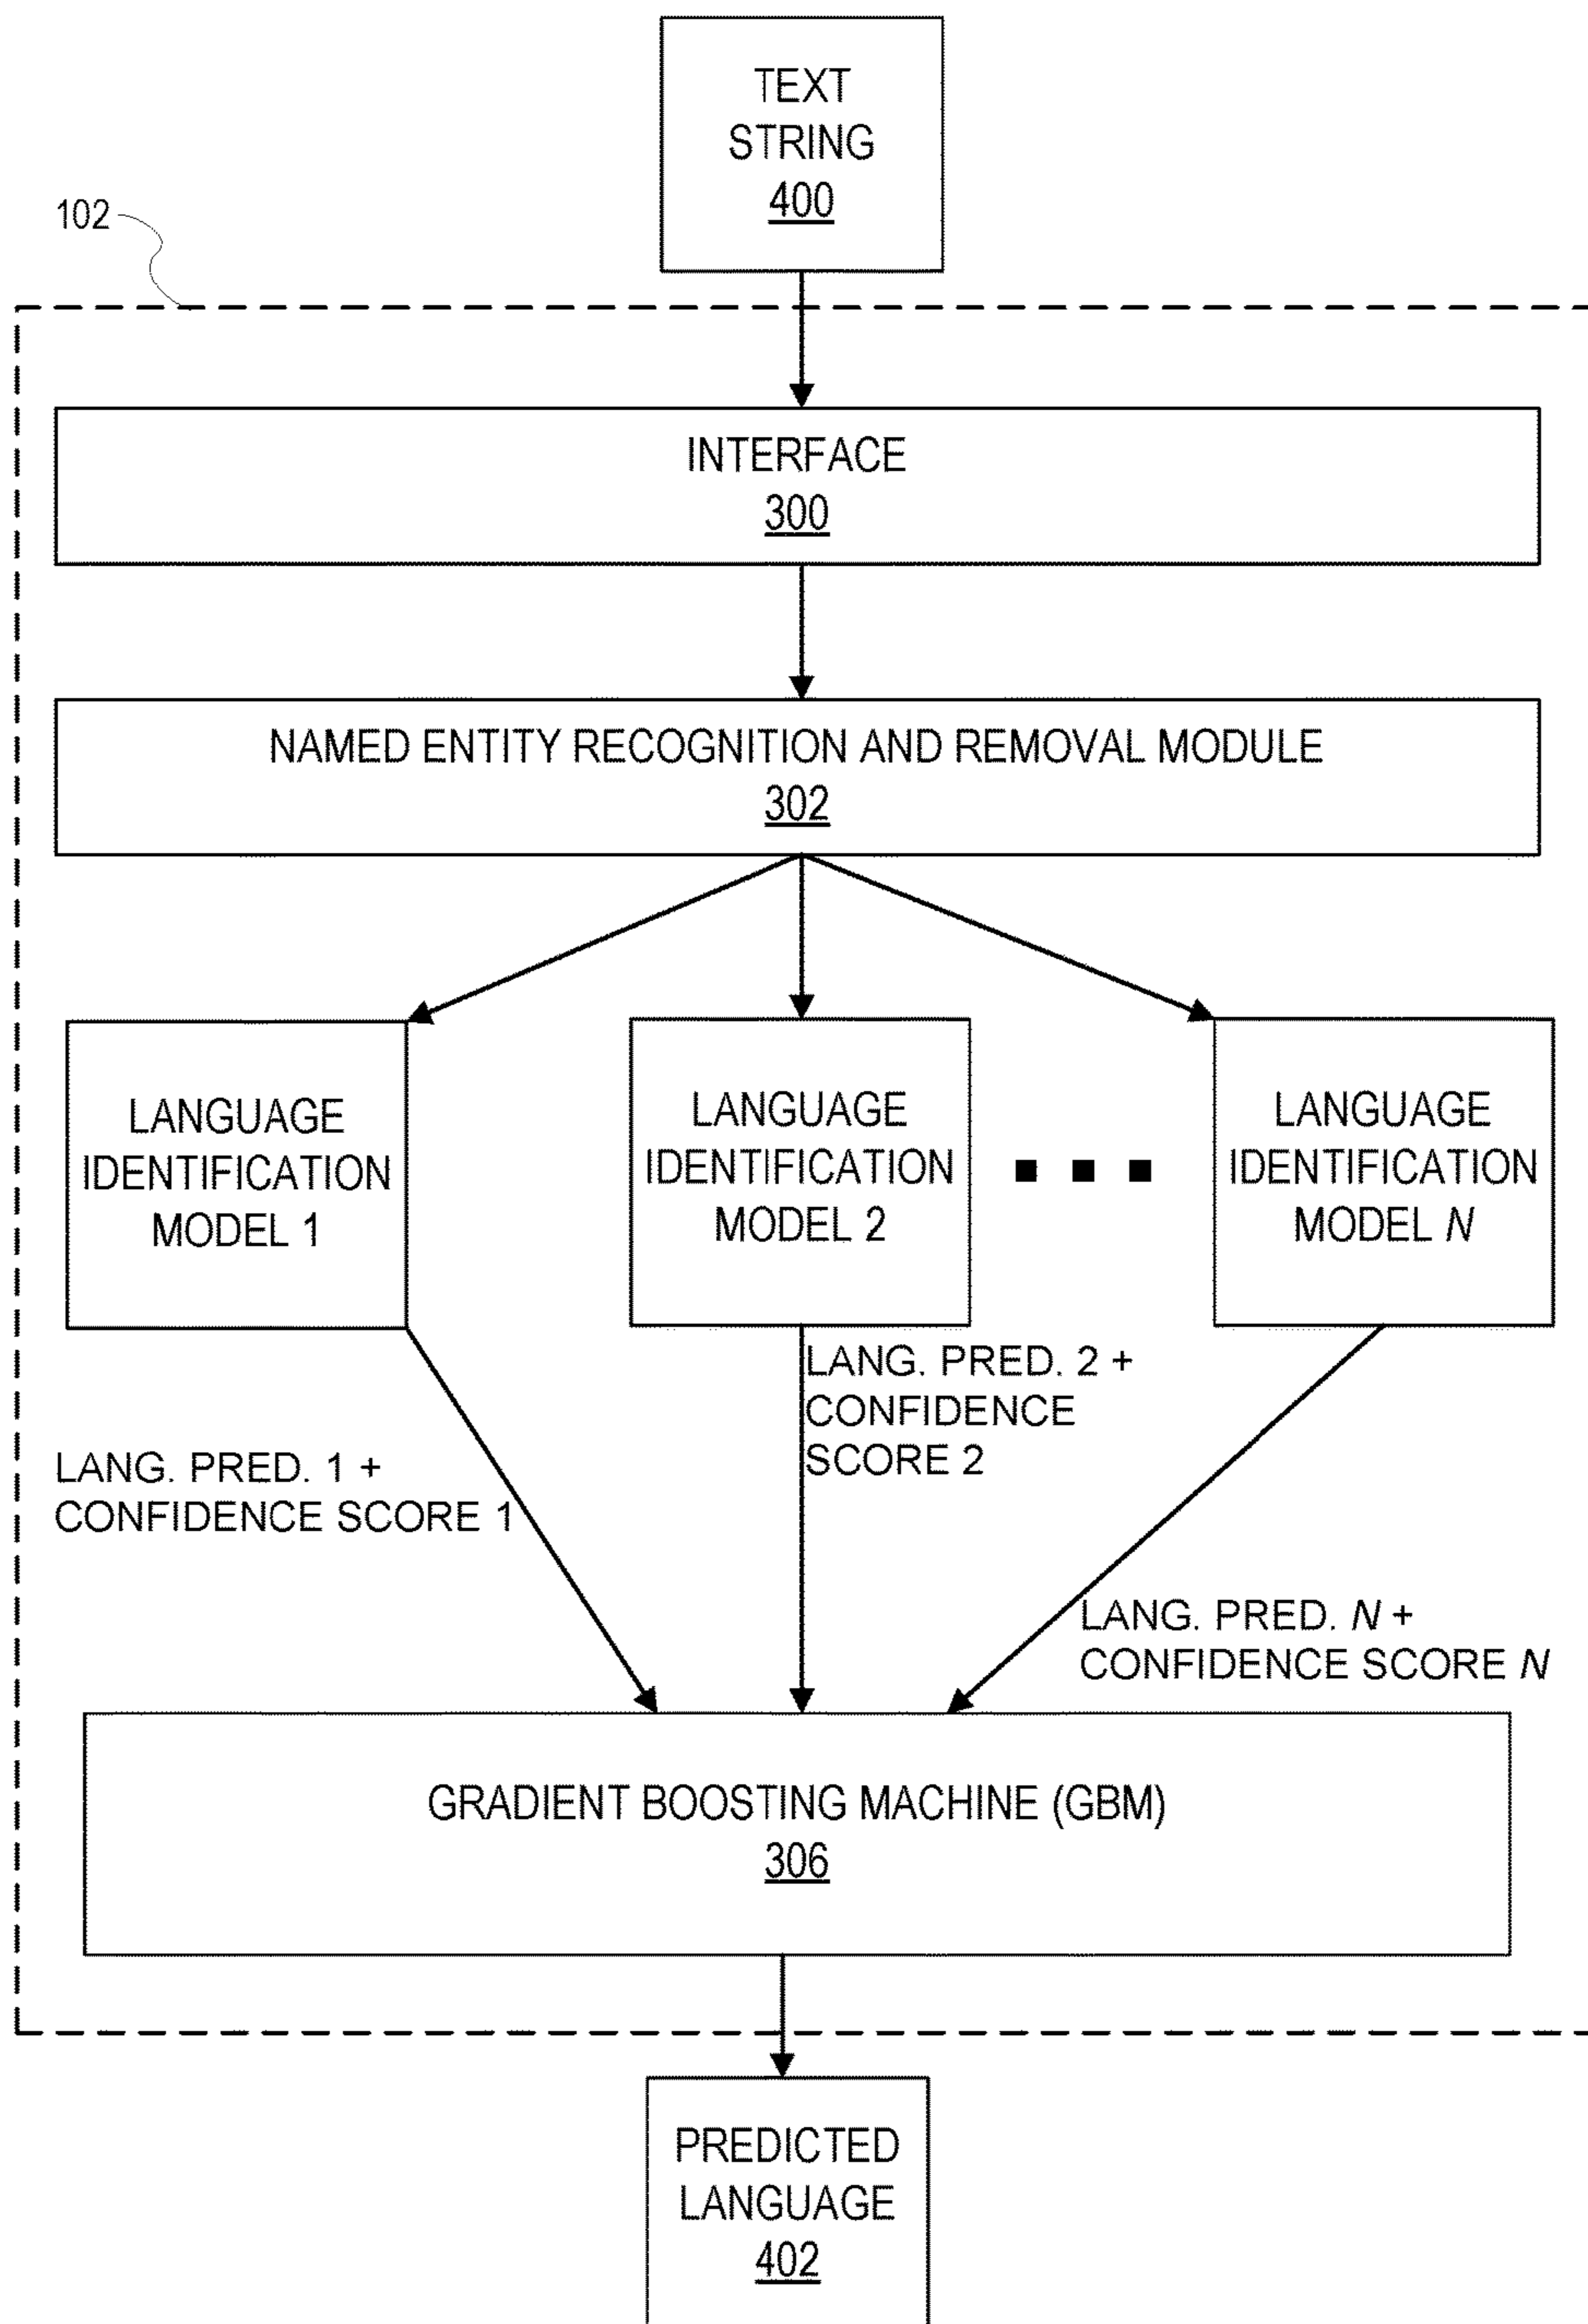 TEXT
STRING
400
102
INTERFACE
300
NAMED ENTITY RECOGNITION AND REMOVAL MODULE
302
LANGUAGE
IDENTIFICATION
MODEL 1
LANGUAGE
IDENTIFICATION
MODEL 2
LANGUAGE
IDENTIFICATION
MODEL N
LANG. PRED. 1 +
CONFIDENCE SCORE 1
LANG. PRED. 2 +
CONFIDENCE
SCORE 2
LANG. PRED. N +
CONFIDENCE SCORE N
GRADIENT BOOSTING MACHINE (GBM)
306
PREDICTED
LANGUAGE
402